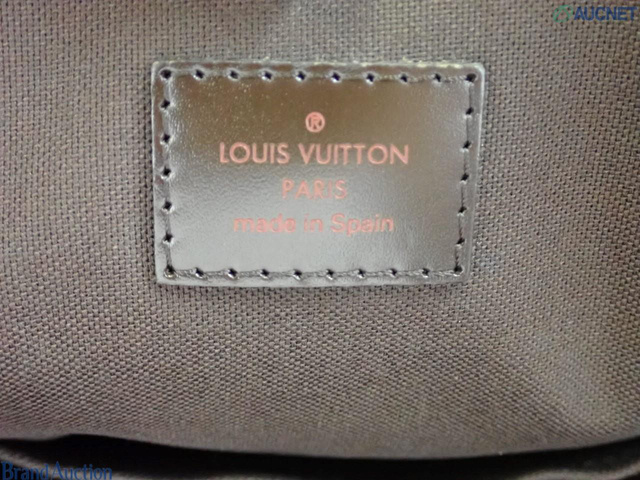 AUCNET
®
LOUIS VUITTON
PARIS
made in Spain
Brand Auction